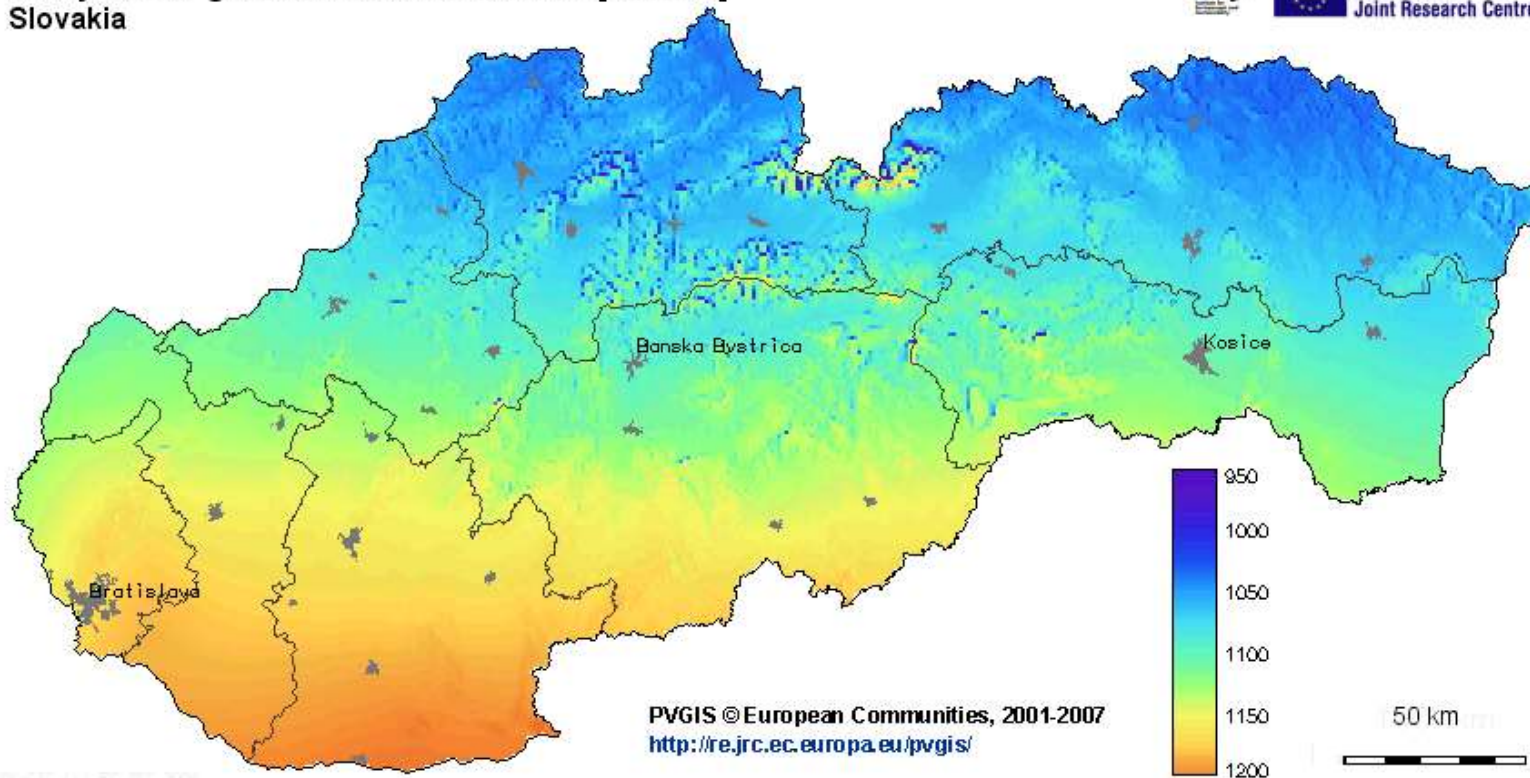 Slovakia
Joint Research Centre
Banska Bystrica
Kosice
Bratislava
950
1000
1050
1100
1150
1200
PVGIS © European Communities, 2001-2007
http://re.jrc.ec.europa.eu/pvgis/
50 km